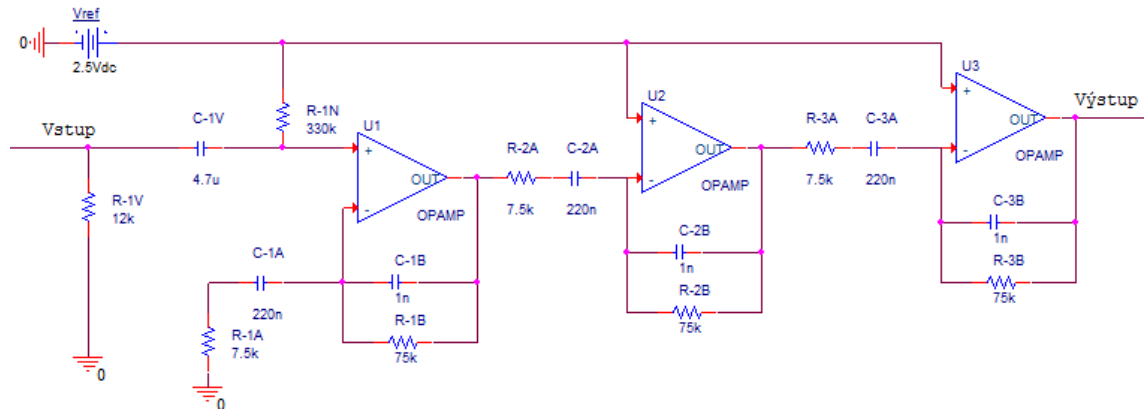 Vref
0
2.5Vdc
Vstup
R-1V
12k
0
C-1V
4.7u
R-1N
330k
U1
+
-
OUT
OPAMP
C-1A
220n
R-1A
7.5k
0
C-1B
1n
R-1B
75k
R-2A
7.5k
C-2A
220n
U2
+
-
OUT
OPAMP
C-2B
1n
R-2B
75k
R-3A
7.5k
C-3A
220n
U3
+
-
OUT
OPAMP
Výstup
C-3B
1n
R-3B
75k